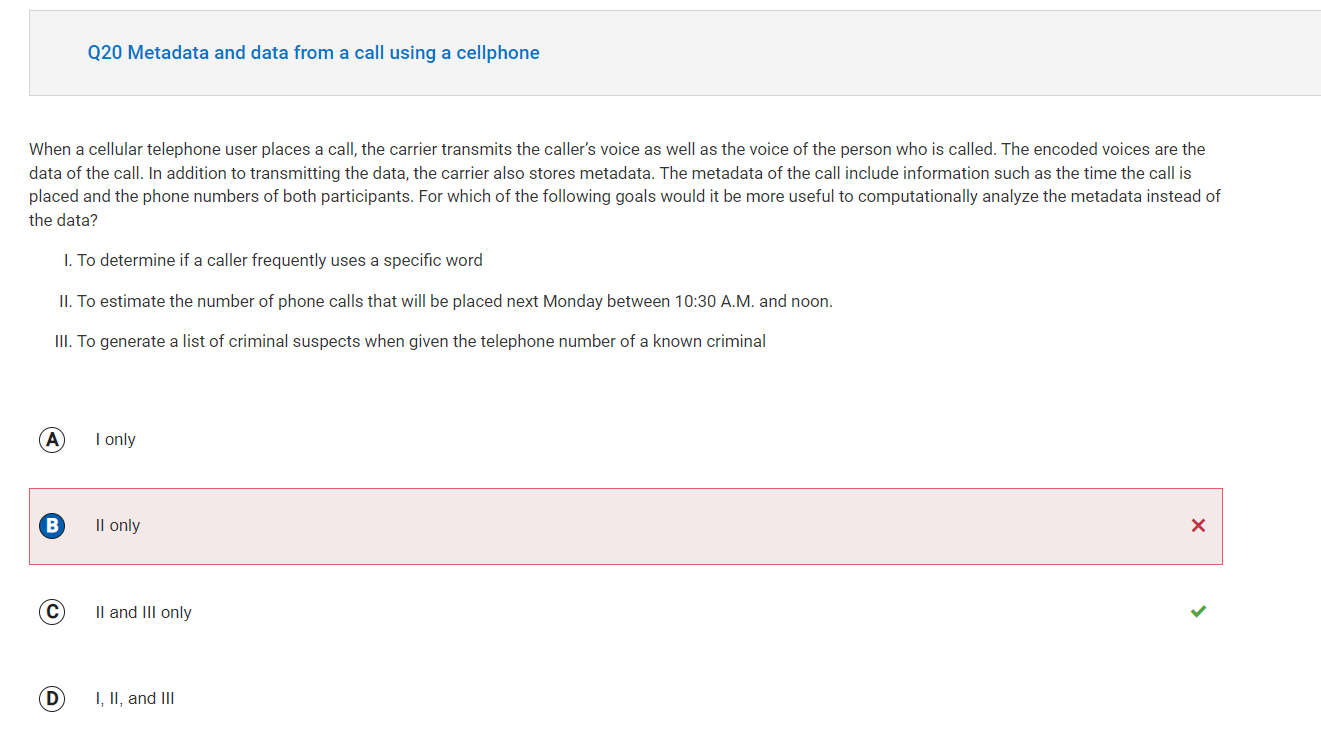 Q20 Metadata and data from a call using a cellphone
When a cellular telephone user places a call, the carrier transmits the caller’s voice as well as the voice of the person who is called. The encoded voices are the
data of the call. In addition to transmitting the data, the carrier also stores metadata. The metadata of the call include information such as the time the call is
placed and the phone numbers of both participants. For which of the following goals would it be more useful to computationally analyze the metadata instead of
the data?
I. To determine if a caller frequently uses a specific word
II. To estimate the number of phone calls that will be placed next Monday between 10:30 A.M. and noon.
III. To generate a list of criminal suspects when given the telephone number of a known criminal
A I only
B II only
C II and III only
D I, II, and III